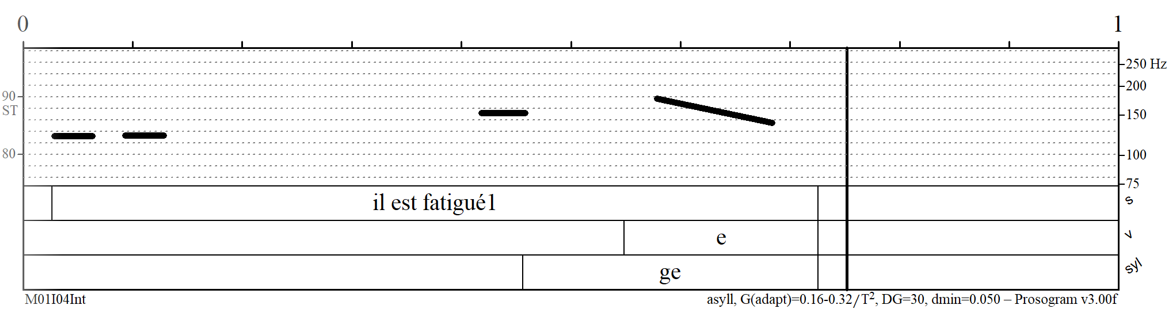 0 1
250 Hz
90 200
ST 150
80 100
75
il est fatigué1 s
e v
ge syl
M01I04Int asyll, G(adapt)=0.16-0.32/T², DG=30, dmin=0.050 – Prosogram v3.00f